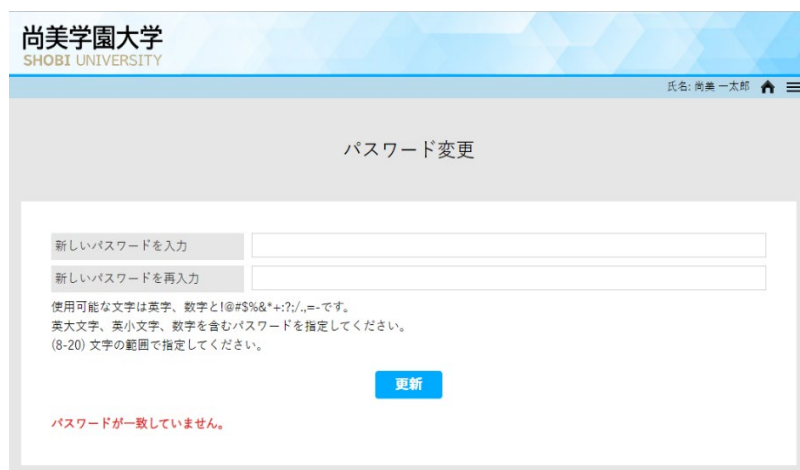 尚美学園大学
SHOBI UNIVERSITY
氏名: 尚美 一太郎
パスワード変更
新しいパスワードを入力
新しいパスワードを再入力
使用可能な文字は英字、数字と!@#$%&*+:?;/.,=-です。
英大文字、英小文字、数字を含むパスワードを指定してください。
(8-20) 文字の範囲で指定してください。
更新
パスワードが一致していません。